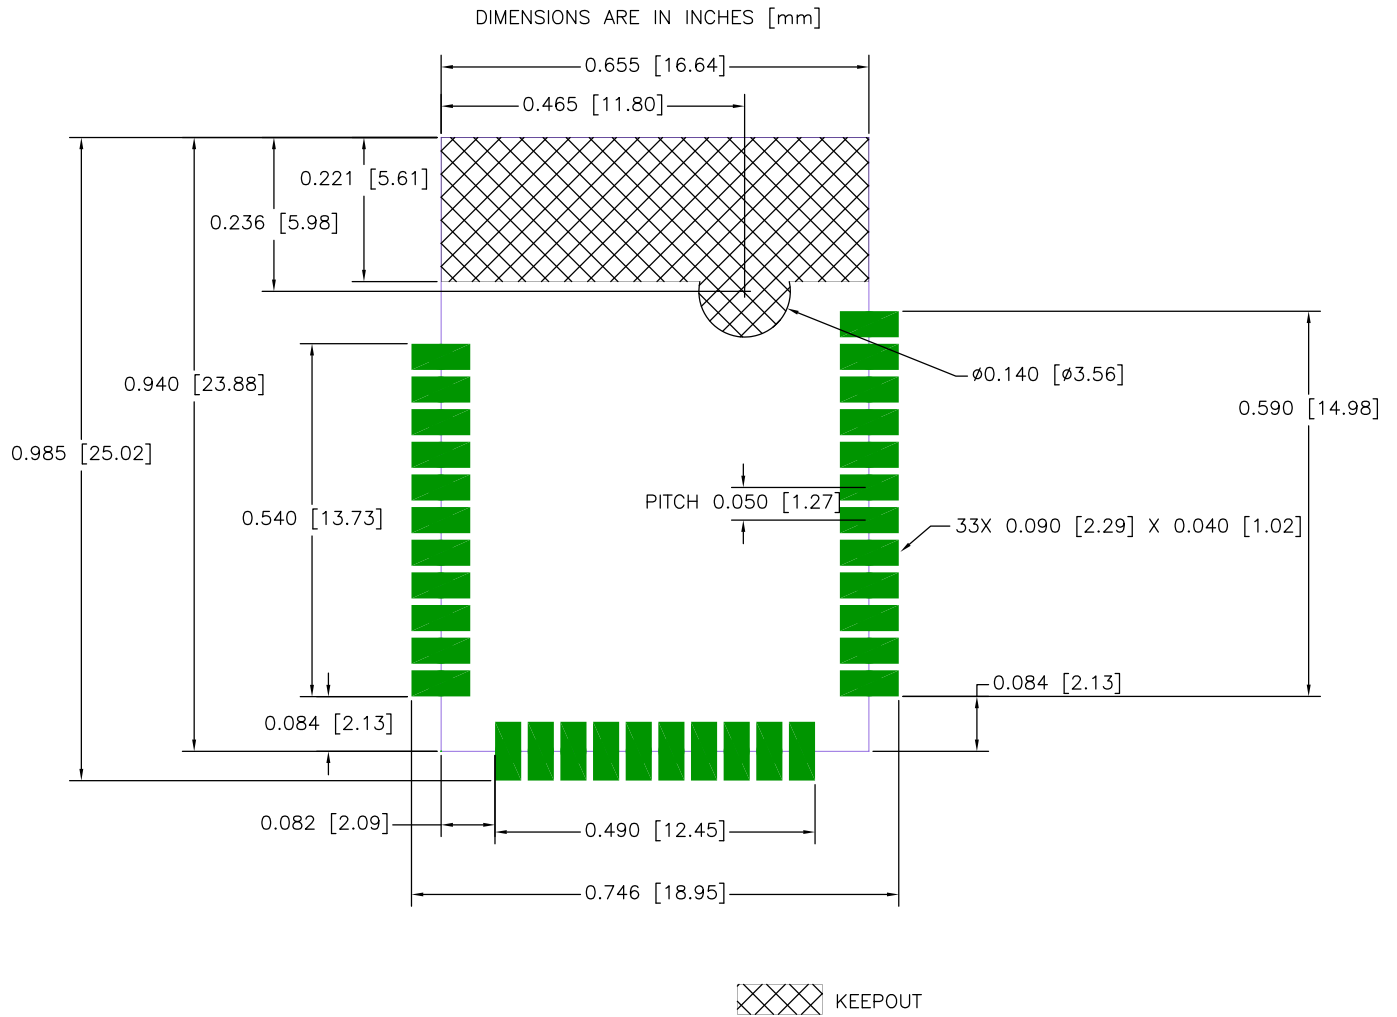 DIMENSIONS ARE IN INCHES [mm]
0.655 [16.64]
0.465 [11.80]
0.221 [5.61]
0.236 [5.98]
0.940 [23.88]
ø0.140 [ø3.56]
0.590 [14.98]
0.985 [25.02]
PITCH 0.050 [1.27]
0.540 [13.73]
33X 0.090 [2.29] X 0.040 [1.02]
0.084 [2.13]
0.084 [2.13]
0.082 [2.09]
0.490 [12.45]
0.746 [18.95]
KEEPOUT